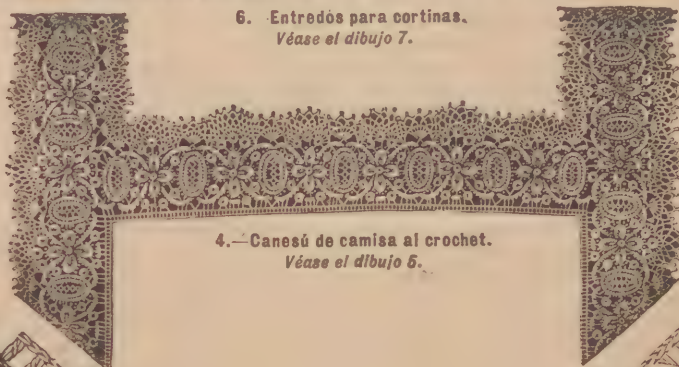 6. Entredós para cortinas.
Véase el dibujo 7.
4.—Canesú de camisa al crochet.
Véase el dibujo 5.